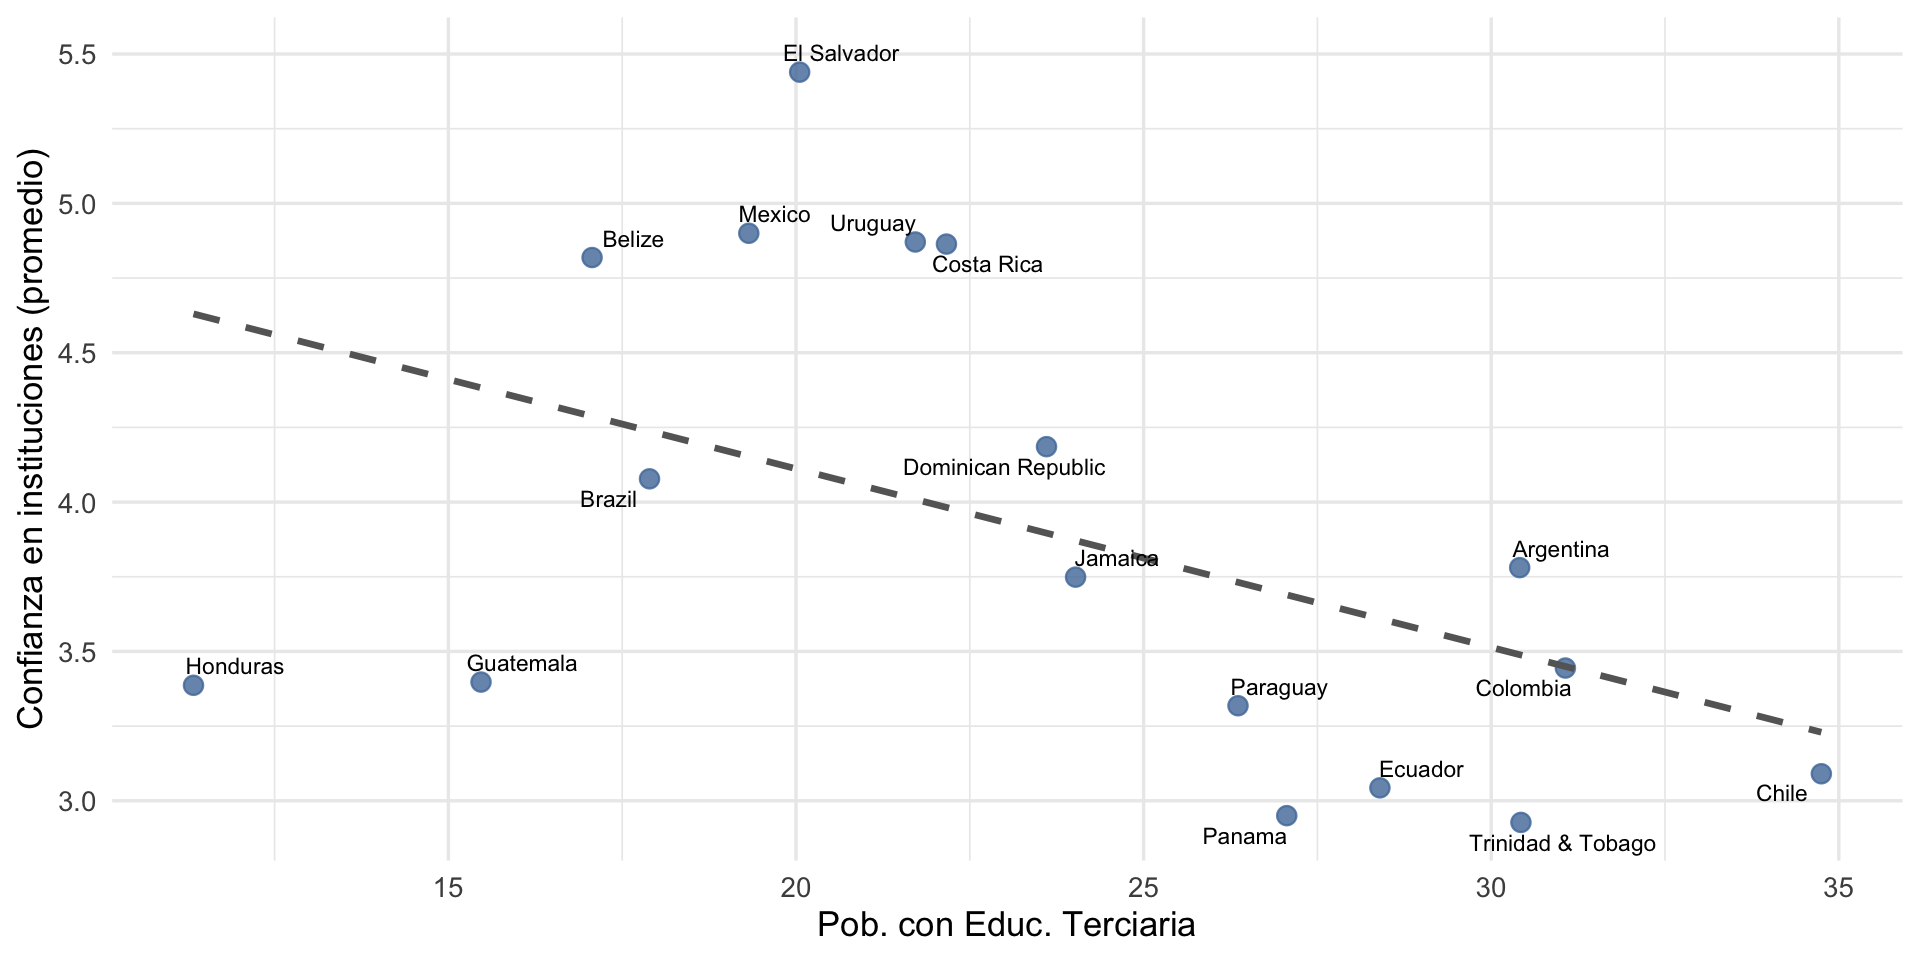 Confianza en instituciones (promedio)
5.5
5.0
4.5
4.0
3.5
3.0
El Salvador
Mexico
Uruguay
Belize
Costa Rica
Dominican Republic
Brazil
Argentina
Jamaica
Guatemala
Honduras
Paraguay
Colombia
Ecuador
Chile
Panama
Trinidad & Tobago
15
20
25
30
35
Pob. con Educ. Terciaria